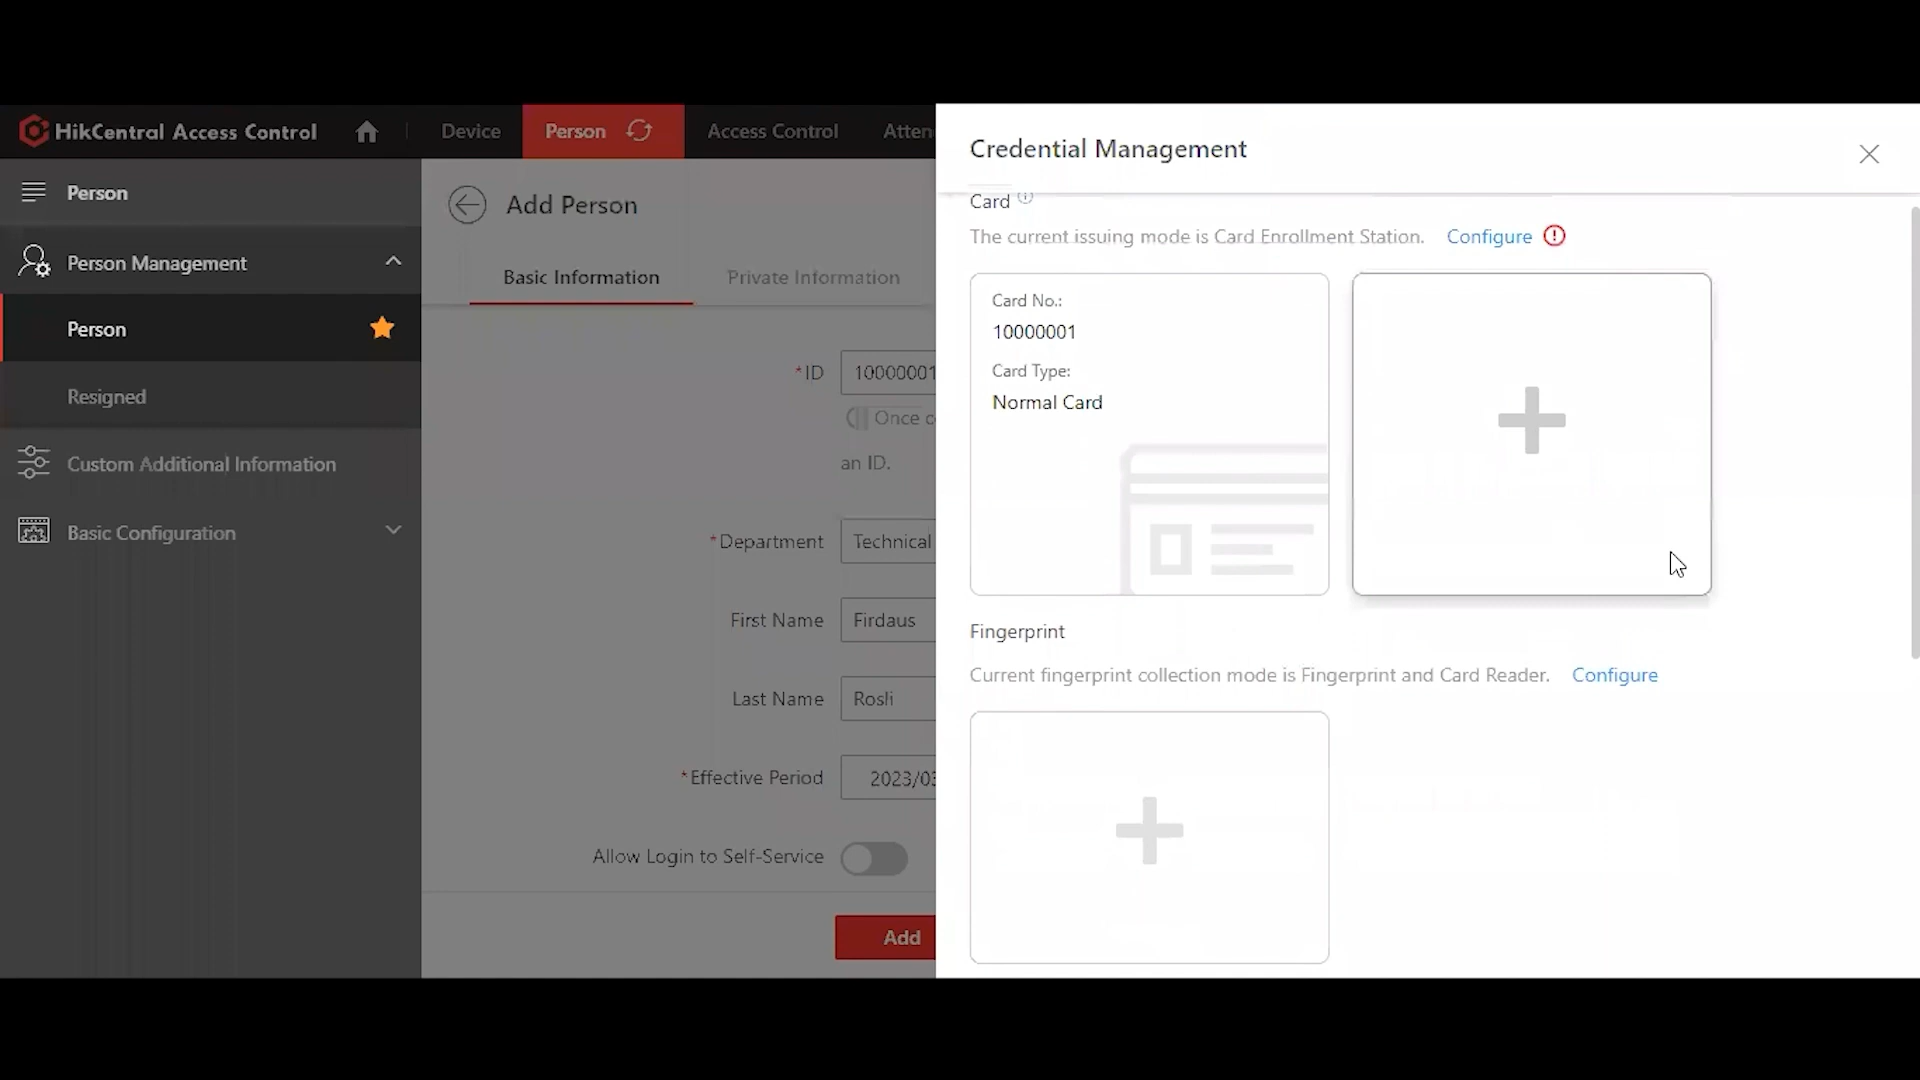 HikCentral Access Control
Device
Person
Access Control
Atten
Person
Person Management
Person
Resigned
Custom Additional Information
Basic Configuration
Add Person
Basic Information
Private Information
*ID
10000001
Once c
an ID.
*Department
Technical
First Name
Firdaus
Last Name
Rosli
*Effective Period
2023/03
Allow Login to Self-Service
Add
Credential Management
Card
The current issuing mode is Card Enrollment Station. Configure
Card No.:
10000001
Card Type:
Normal Card
Fingerprint
Current fingerprint collection mode is Fingerprint and Card Reader. Configure